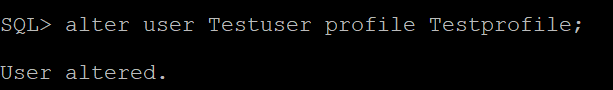 SQL> alter user Testuser profile Testprofile;
User altered.